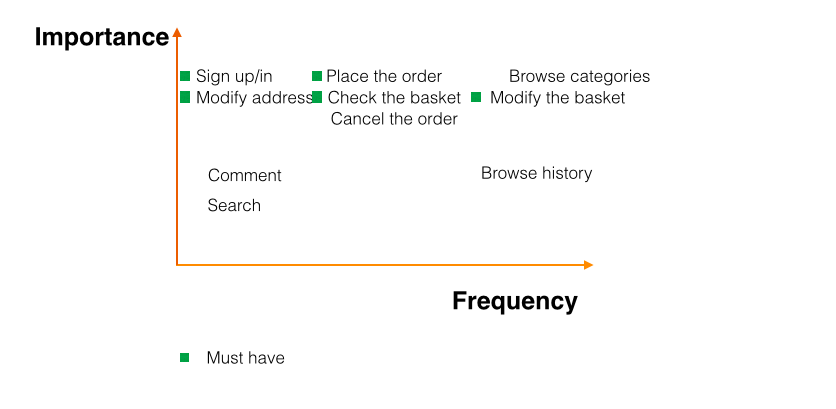 Importance
Sign up/in Place the order Browse categories
Modify address Check the basket Modify the basket
Cancel the order
Comment Browse history
Search
Frequency
Must have